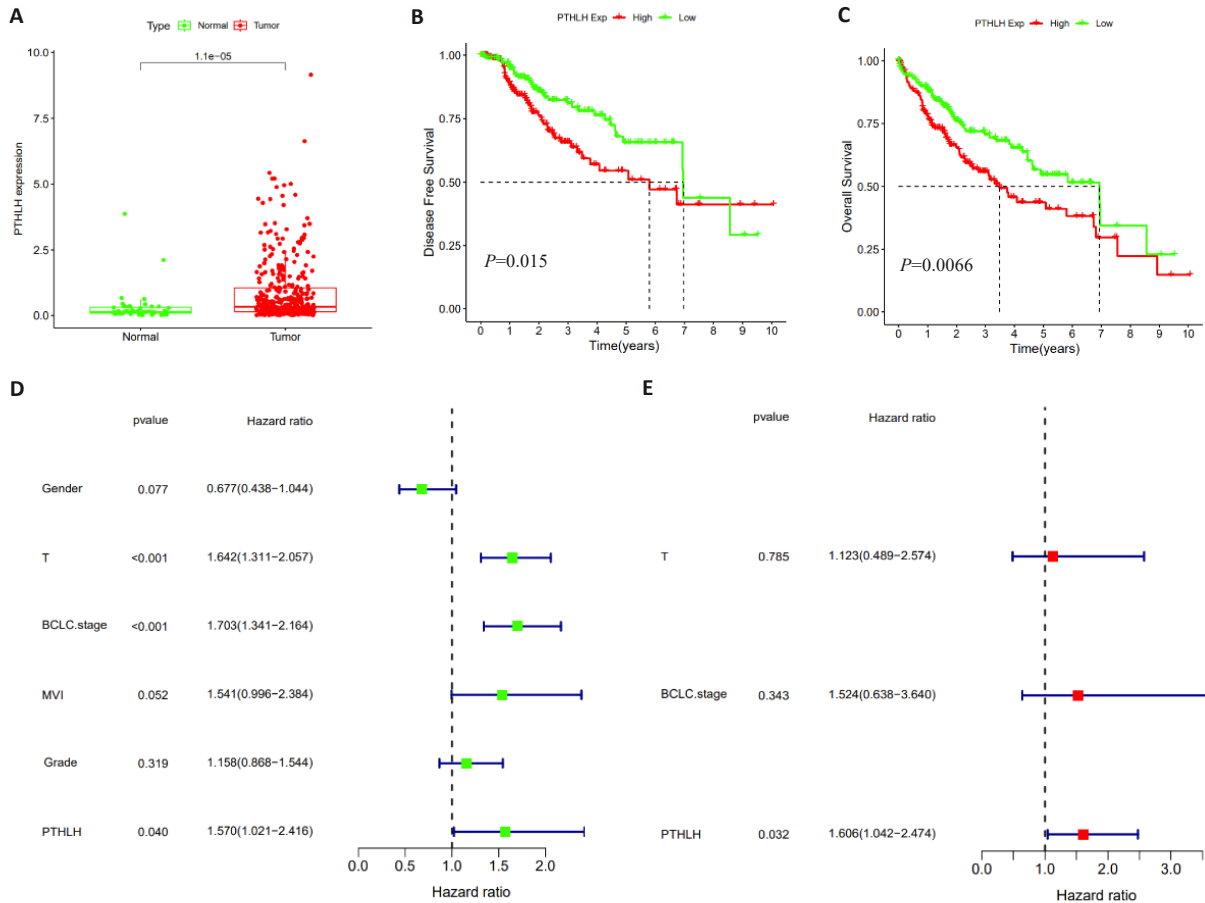 A
Type Normal Tumor
1.1e−05
10.0
7.5
5.0
2.5
0.0
PTHLH expression
Normal Tumor
B
PTHLH Exp High Low
1.00
0.75
0.50
0.25
0.00
Disease Free Survival
P=0.015
0 1 2 3 4 5 6 7 8 9 10
Time(years)
C
PTHLH Exp High Low
1.00
0.75
0.50
0.25
0.00
Overall Survival
P=0.0066
0 1 2 3 4 5 6 7 8 9 10
Time(years)
D
pvalue Hazard ratio
Gender 0.077 0.677(0.438−1.044)
T <0.001 1.642(1.311−2.057)
BCLC.stage <0.001 1.703(1.341−2.164)
MVI 0.052 1.541(0.996−2.384)
Grade 0.319 1.158(0.868−1.544)
PTHLH 0.040 1.570(1.021−2.416)
0.0 0.5 1.0 1.5 2.0
Hazard ratio
E
pvalue Hazard ratio
T 0.785 1.123(0.489−2.574)
BCLC.stage 0.343 1.524(0.638−3.640)
PTHLH 0.032 1.606(1.042−2.474)
0.0 1.0 2.0 3.0
Hazard ratio